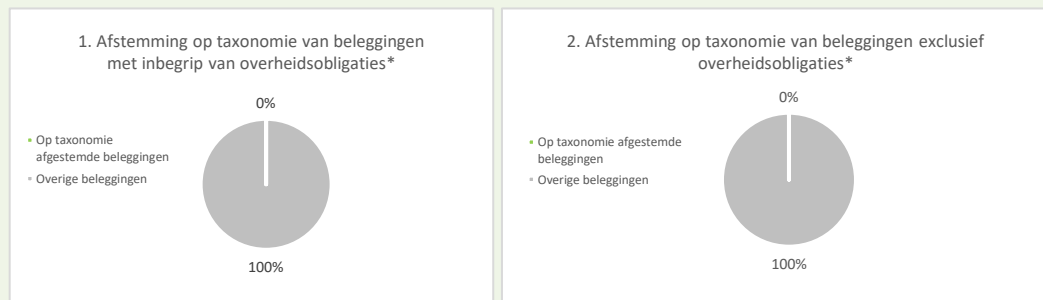 1. Afstemming op taxonomie van beleggingen
met inbegrip van overheidsobligaties*
0%
Op taxonomie
afgestemde beleggingen
Overige beleggingen
100%
2. Afstemming op taxonomie van beleggingen exclusief
overheidsobligaties*
0%
Op taxonomie afgestemde
beleggingen
Overige beleggingen
100%